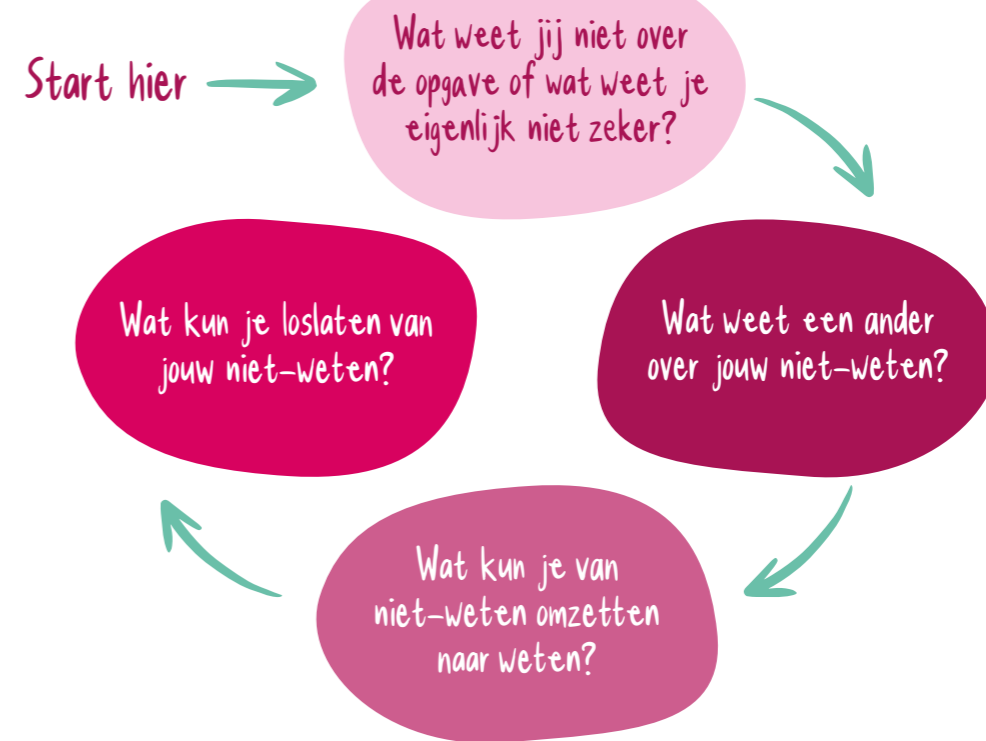 Start hier
Wat weet jij niet over
de opgave of wat weet je
eigenlijk niet zeker?
Wat weet een ander
over jouw niet-weten?
Wat kun je van
niet-weten omzetten
naar weten?
Wat kun je loslaten van
jouw niet-weten?